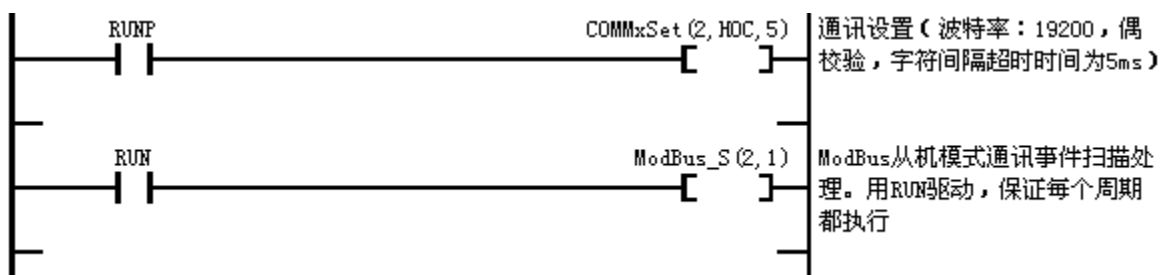 RUNP
COMMxSet(2,H0C,5)
通讯设置(波特率:19200,偶
校验,字符间隔超时时间为5ms)
RUN
ModBus_S(2,1)
ModBus从机模式通讯事件扫描处
理。用RUN驱动,保证每个周期
都执行